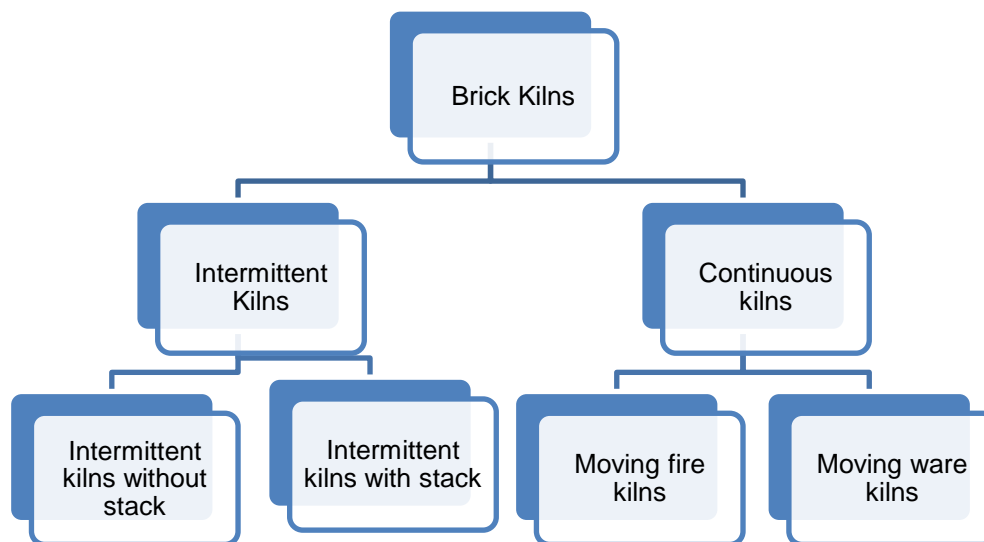 Brick Kilns
Intermittent
Kilns
Continuous
kilns
Intermittent
kilns without
stack
Intermittent
kilns with stack
Moving fire
kilns
Moving ware
kilns